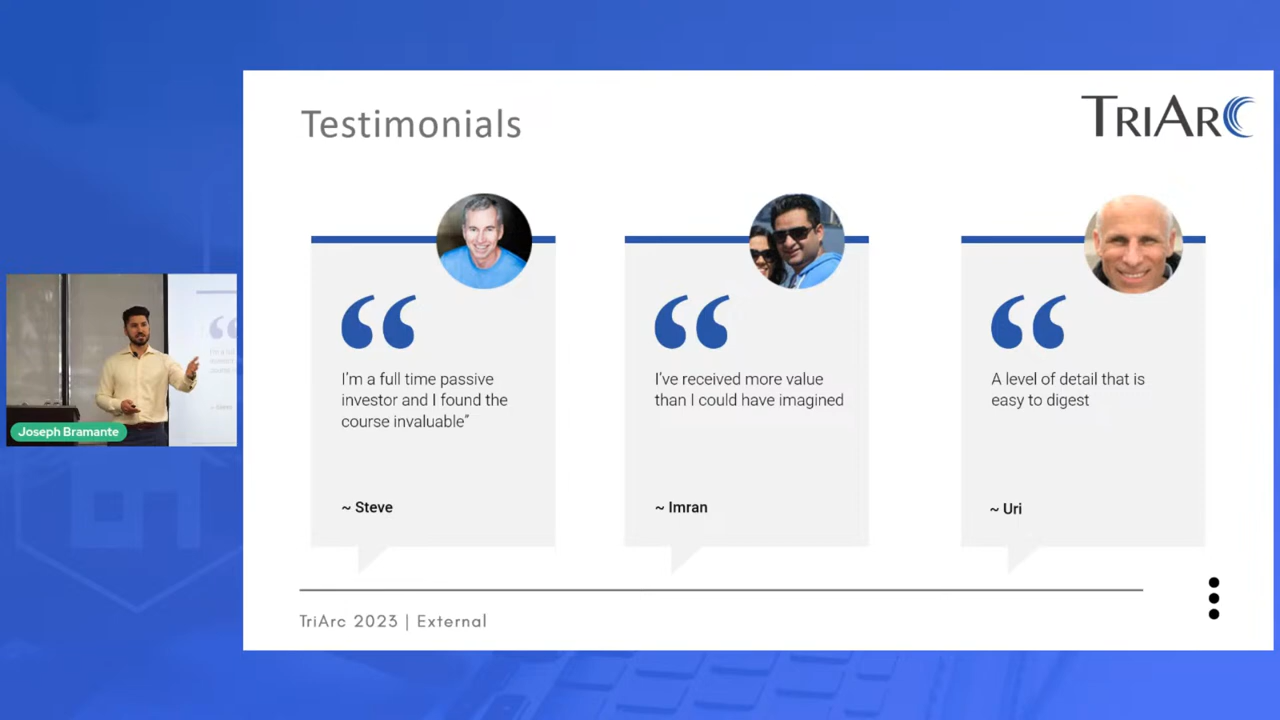 Testimonials
TRIARC
I'm a full time passive
investor and I found the
course invaluable”
~ Steve
I've received more value
than I could have imagined
~ Imran
A level of detail that is
easy to digest
~ Uri
Joseph Bramante
TriArc 2023 | External